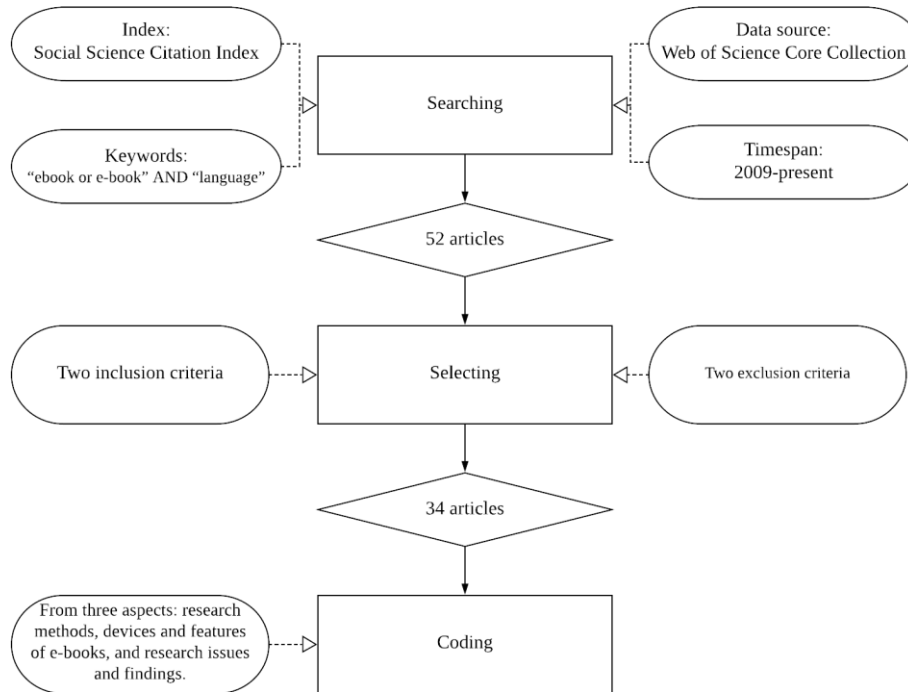 Index:
Social Science Citation Index
Data source:
Web of Science Core Collection
Searching
Keywords:
“ebook or e-book” AND “language”
Timespan:
2009-present
52 articles
Two inclusion criteria
Selecting
Two exclusion criteria
34 articles
From three aspects: research
methods, devices and features
of e-books, and research issues
and findings.
Coding